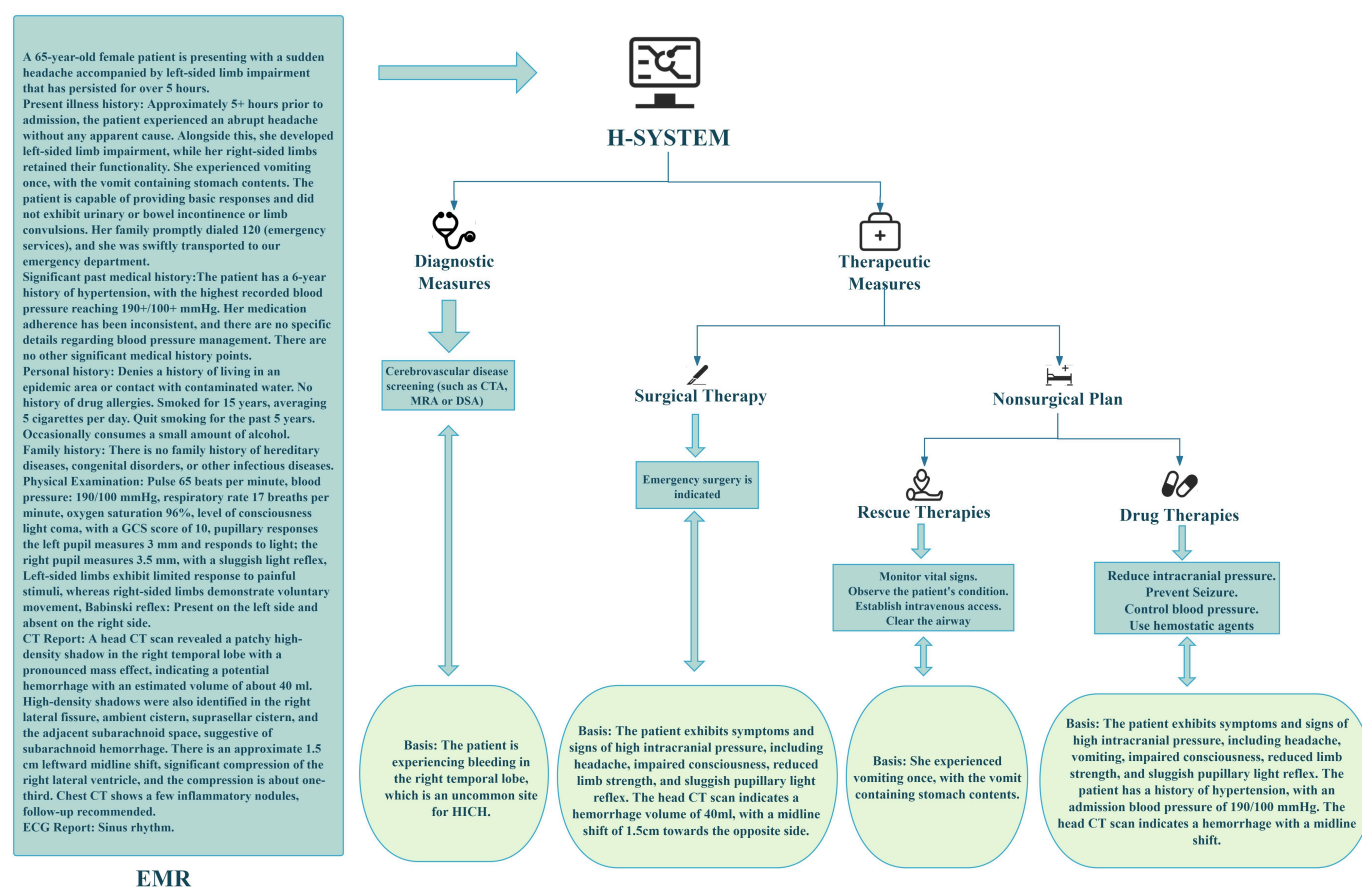 A 65-year-old female patient is presenting with a sudden
headache accompanied by left-sided limb impairment
that has persisted for over 5 hours.
Present illness history: Approximately 5+ hours prior to
admission, the patient experienced an abrupt headache
without any apparent cause. Alongside this, she developed
left-sided limb impairment, while her right-sided limbs
retained their functionality. She experienced vomiting
once, with the vomit containing stomach contents. The
patient is capable of providing basic responses and did
not exhibit urinary or bowel incontinence or limb
convulsions. Her family promptly dialed 120 (emergency
services), and she was swiftly transported to our
emergency department.
Significant past medical history:The patient has a 6-year
history of hypertension, with the highest recorded blood
pressure reaching 190+/100+ mmHg. Her medication
adherence has been inconsistent, and there are no specific
details regarding blood pressure management. There are
no other significant medical history points.
Personal history: Denies a history of living in an
epidemic area or contact with contaminated water. No
history of drug allergies. Smoked for 15 years, averaging
5 cigarettes per day. Quit smoking for the past 5 years.
Occasionally consumes a small amount of alcohol.
Family history: There is no family history of hereditary
diseases, congenital disorders, or other infectious diseases.
Physical Examination: Pulse 65 beats per minute, blood
pressure: 190/100 mmHg, respiratory rate 17 breaths per
minute, oxygen saturation 96%, level of consciousness
light coma, with a GCS score of 10, pupillary responses
the left pupil measures 3 mm and responds to light; the
right pupil measures 3.5 mm, with a sluggish light reflex,
Left-sided limbs exhibit limited response to painful
stimuli, whereas right-sided limbs demonstrate voluntary
movement, Babinski reflex: Present on the left side and
absent on the right side.
CT Report: A head CT scan revealed a patchy high-
density shadow in the right temporal lobe with a
pronounced mass effect, indicating a potential
hemorrhage with an estimated volume of about 40 ml.
High-density shadows were also identified in the right
lateral fissure, ambient cistern, suprasellar cistern, and
the adjacent subarachnoid space, suggestive of
subarachnoid hemorrhage. There is an approximate 1.5
cm leftward midline shift, significant compression of the
right lateral ventricle, and the compression is about one-
third. Chest CT shows a few inflammatory nodules,
follow-up recommended.
ECG Report: Sinus rhythm.
EMR
H-SYSTEM
Diagnostic
Measures
Therapeutic
Measures
Cerebrovascular disease
screening (such as CTA,
MRA or DSA)
Surgical Therapy
Nonsurgical Plan
Emergency surgery is
indicated
Rescue Therapies
Drug Therapies
Monitor vital signs.
Observe the patient's condition.
Establish intravenous access.
Clear the airway
Reduce intracranial pressure.
Prevent Seizure.
Control blood pressure.
Use hemostatic agents
Basis: The patient is
experiencing bleeding in
the right temporal lobe,
which is an uncommon site
for HICH.
Basis: The patient exhibits symptoms and
signs of high intracranial pressure, including
headache, impaired consciousness, reduced
limb strength, and sluggish pupillary light
reflex. The head CT scan indicates a
hemorrhage volume of 40ml, with a midline
shift of 1.5cm towards the opposite side.
Basis: She experienced
vomiting once, with the vomit
containing stomach contents.
Basis: The patient exhibits symptoms and signs of
high intracranial pressure, including headache,
vomiting, impaired consciousness, reduced limb
strength, and sluggish pupillary light reflex. The
patient has a history of hypertension, with an
admission blood pressure of 190/100 mmHg. The
head CT scan indicates a hemorrhage with a midline
shift.